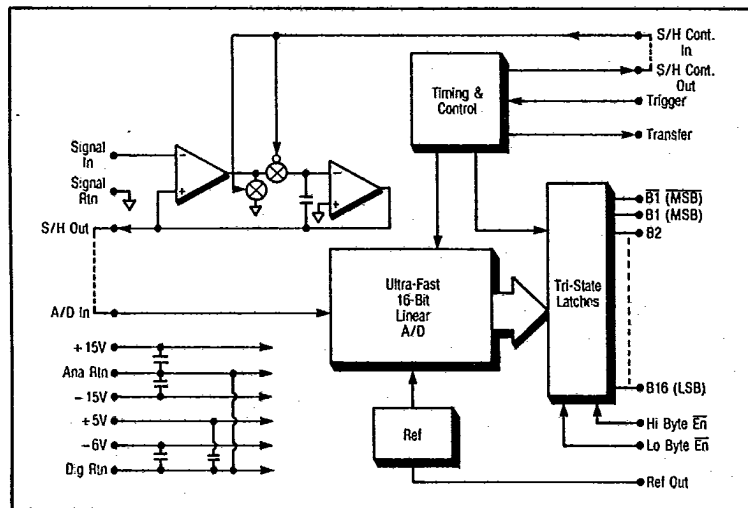 S/H Cont.
In
S/H Cont.
Out
Timing &
Control
Trigger
Transfer
Signal
In
−
+
−
+
Signal
Rtn
B1 (MSB)
B1 (MSB)
B2
S/H Out
Ultra-Fast
16-Bit
Linear
A/D
Tri-State
Latches
A/D In
+15V
Ana Rtn
−15V
B16 (LSB)
+5V
Ref
Hi Byte En
−6V
Lo Byte En
Dig Rtn
Ref Out